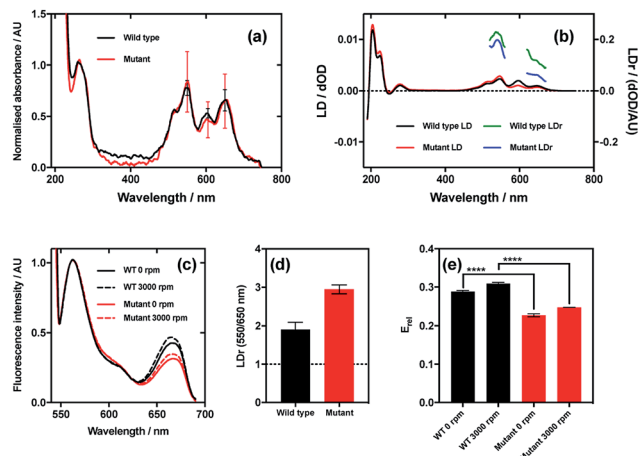 (a)
Wild type
Mutant
Normalised absorbance / AU
1.5
1.0
0.5
0.0
200 400 600 800
Wavelength / nm
(b)
LD / dOD
0.01
0.00
-0.01
LDr / (dOD/AU)
0.2
0.0
-0.2
Wild type LD
Mutant LD
Wild type LDr
Mutant LDr
200 300 400 500 600 700 800
Wavelength / nm
(c)
WT 0 rpm
WT 3000 rpm
Mutant 0 rpm
Mutant 3000 rpm
Fluorescence intensity / AU
1.0
0.5
0.0
550 600 650 700
Wavelength / nm
(d)
LDr (550/650 nm)
4
3
2
1
0
Wild type Mutant
(e)
**** ****
Erel
0.4
0.3
0.2
0.1
0.0
WT 0 rpm
WT 3000 rpm
Mutant 0 rpm
Mutant 3000 rpm